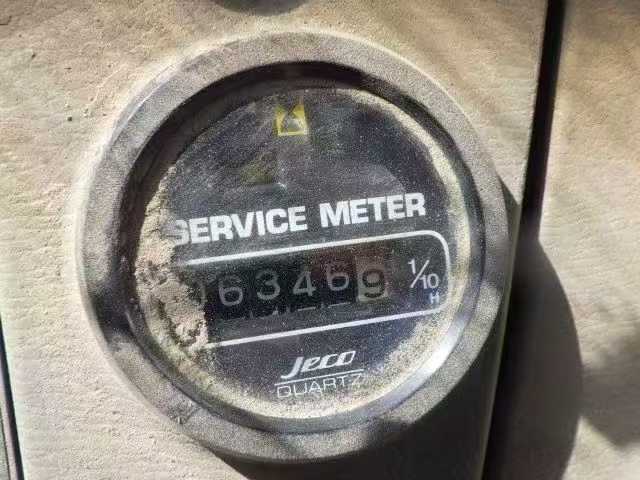 SERVICE METER
63469 1/10
H
Jeco
QUARTZ